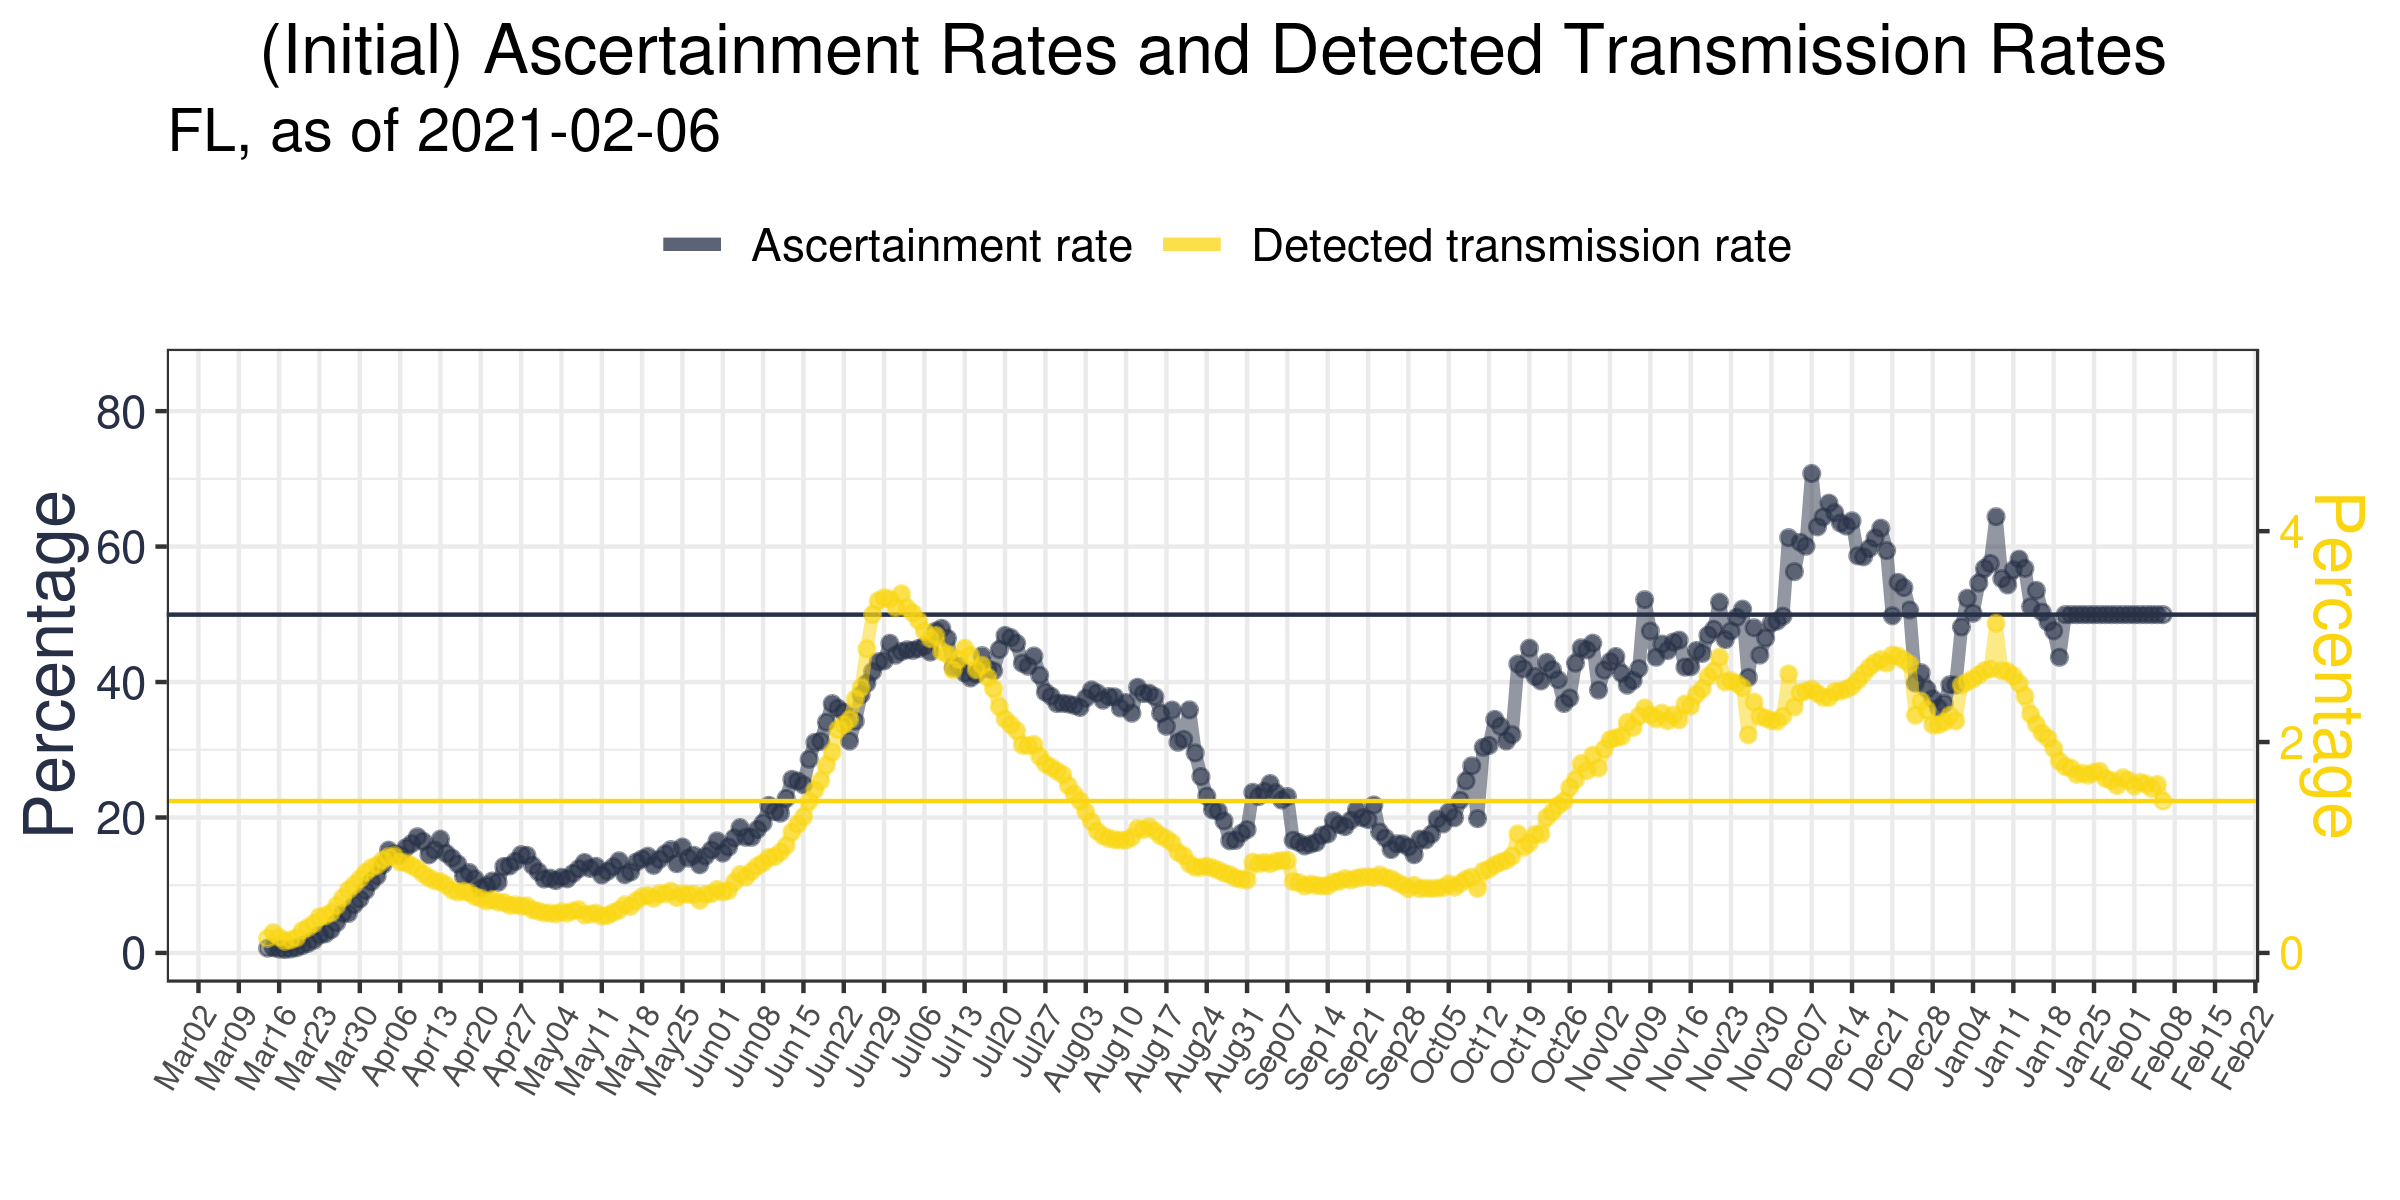 (Initial) Ascertainment Rates and Detected Transmission Rates
FL, as of 2021-02-06
Ascertainment rate
Detected transmission rate
Percentage
80
60
40
20
0
4
2
0
Percentage
Mar02
Mar09
Mar16
Mar23
Mar30
Apr06
Apr13
Apr20
Apr27
May04
May11
May18
May25
Jun01
Jun08
Jun15
Jun22
Jun29
Jul06
Jul13
Jul20
Jul27
Aug03
Aug10
Aug17
Aug24
Aug31
Sep07
Sep14
Sep21
Sep28
Oct05
Oct12
Oct19
Oct26
Nov02
Nov09
Nov16
Nov23
Nov30
Dec07
Dec14
Dec21
Dec28
Jan04
Jan11
Jan18
Jan25
Feb01
Feb08
Feb15
Feb22